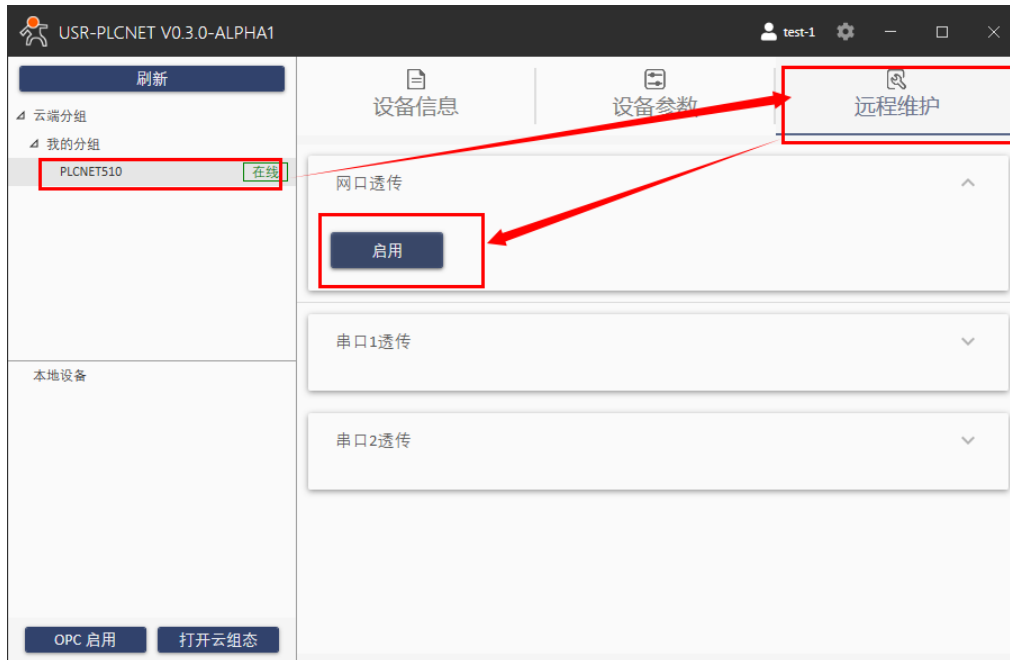 USR-PLCNET V0.3.0-ALPHA1
test-1
刷新
云端分组
我的分组
PLCNET510 在线
本地设备
OPC 启用 打开云组态
设备信息 设备参数 远程维护
网口透传
启用
串口1透传
串口2透传